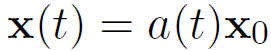 𝐱(t) = a(t)𝐱₀